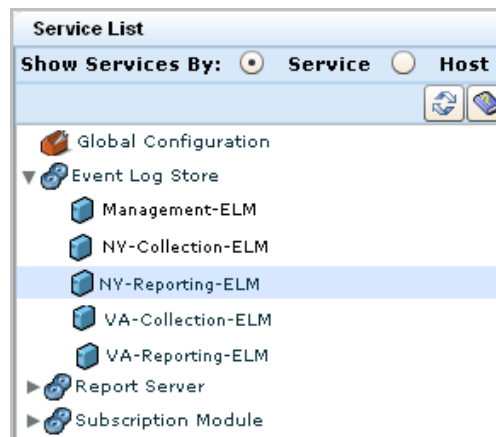 Service List
Show Services By: Service Host
Global Configuration
Event Log Store
Management-ELM
NY-Collection-ELM
NY-Reporting-ELM
VA-Collection-ELM
VA-Reporting-ELM
Report Server
Subscription Module